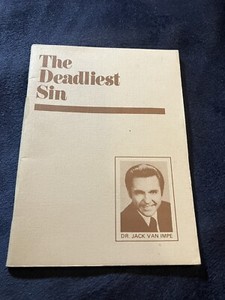 The
Deadliest
Sin
DR. JACK VAN IMPE